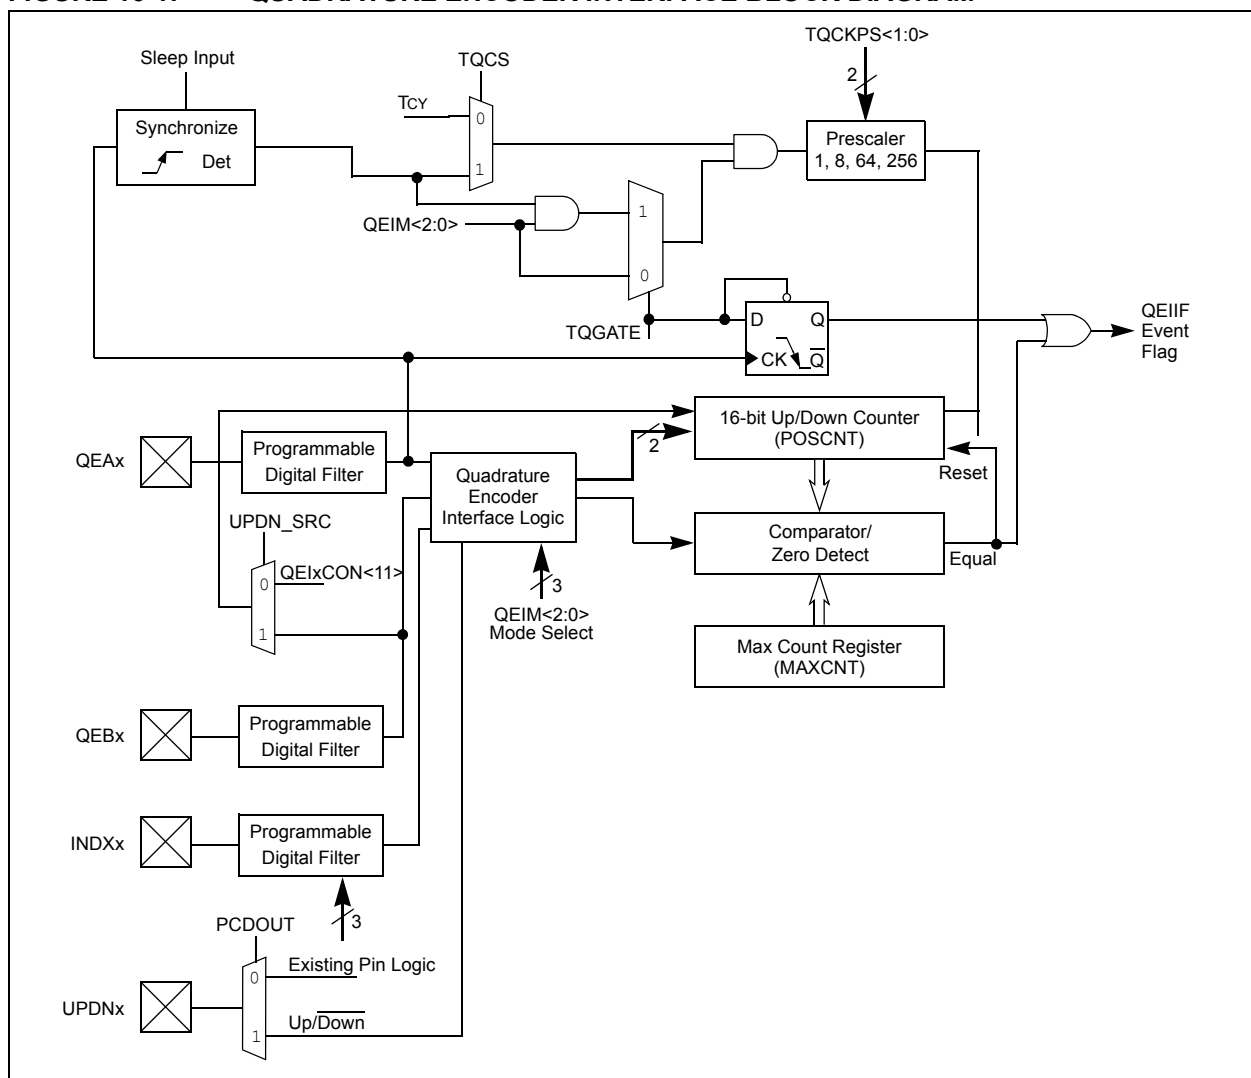 TQCKPS<1:0>
Sleep Input
TQCS
2
TCY
0
Synchronize
Det
1
Prescaler
1, 8, 64, 256
QEIM<2:0>
1
0
TQGATE
D Q
CK Q
QEIIF
Event
Flag
16-bit Up/Down Counter
(POSCNT)
2
Reset
QEAx
Programmable
Digital Filter
Quadrature
Encoder
Interface Logic
UPDN_SRC
0
QEIxCON<11>
1
Comparator/
Zero Detect
Equal
3
QEIM<2:0>
Mode Select
Max Count Register
(MAXCNT)
QEBx
Programmable
Digital Filter
INDXx
Programmable
Digital Filter
3
PCDOUT
0
Existing Pin Logic
UPDNx
1
Up/Down